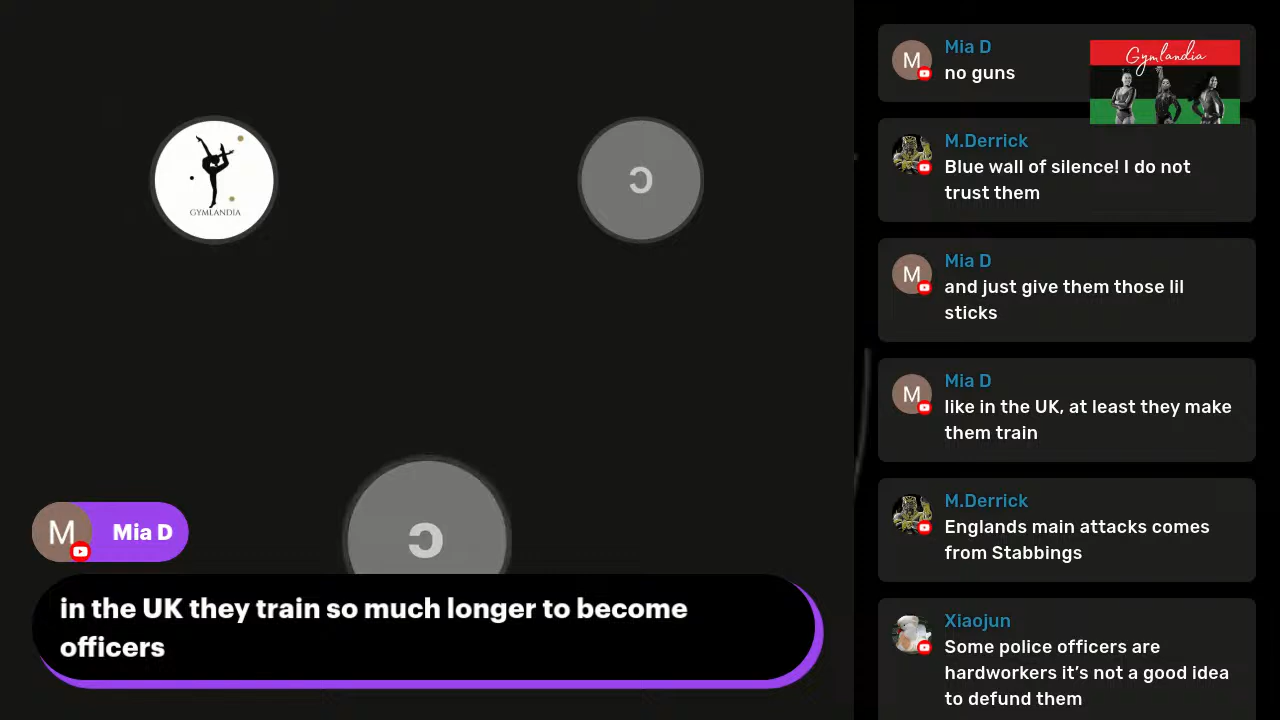 GYMLANDIA
ɔ
ɔ
M
Mia D
in the UK they train so much longer to become
officers
M
Mia D
no guns
Gymlandia
M.Derrick
Blue wall of silence! I do not
trust them
M
Mia D
and just give them those lil
sticks
M
Mia D
like in the UK, at least they make
them train
M.Derrick
Englands main attacks comes
from Stabbings
Xiaojun
Some police officers are
hardworkers it’s not a good idea
to defund them